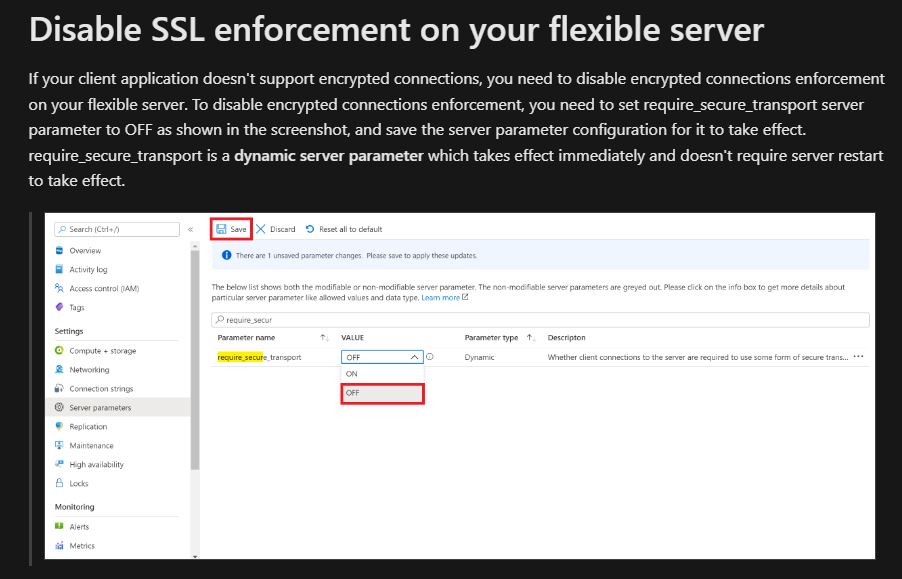 Disable SSL enforcement on your flexible server
If your client application doesn't support encrypted connections, you need to disable encrypted connections enforcement
on your flexible server. To disable encrypted connections enforcement, you need to set require_secure_transport server
parameter to OFF as shown in the screenshot, and save the server parameter configuration for it to take effect.
require_secure_transport is a dynamic server parameter which takes effect immediately and doesn't require server restart
to take effect.
Search (Ctrl+/)
«
Overview
Activity log
Access control (IAM)
Tags
Settings
Compute + storage
Networking
Connection strings
Server parameters
Replication
Maintenance
High availability
Locks
Monitoring
Alerts
Metrics
Save Discard Reset all to default
There are 1 unsaved parameter changes. Please save to apply these updates.
The below list shows both the modifiable or non-modifiable server parameter. The non-modifiable server parameters are greyed out. Please click on the info box to get more details about
particular server parameter like allowed values and data type. Learn more
require_secur
Parameter name VALUE Parameter type Descripton
require_secure_transport OFF Dynamic Whether client connections to the server are required to use some form of secure trans... ...
ON
OFF